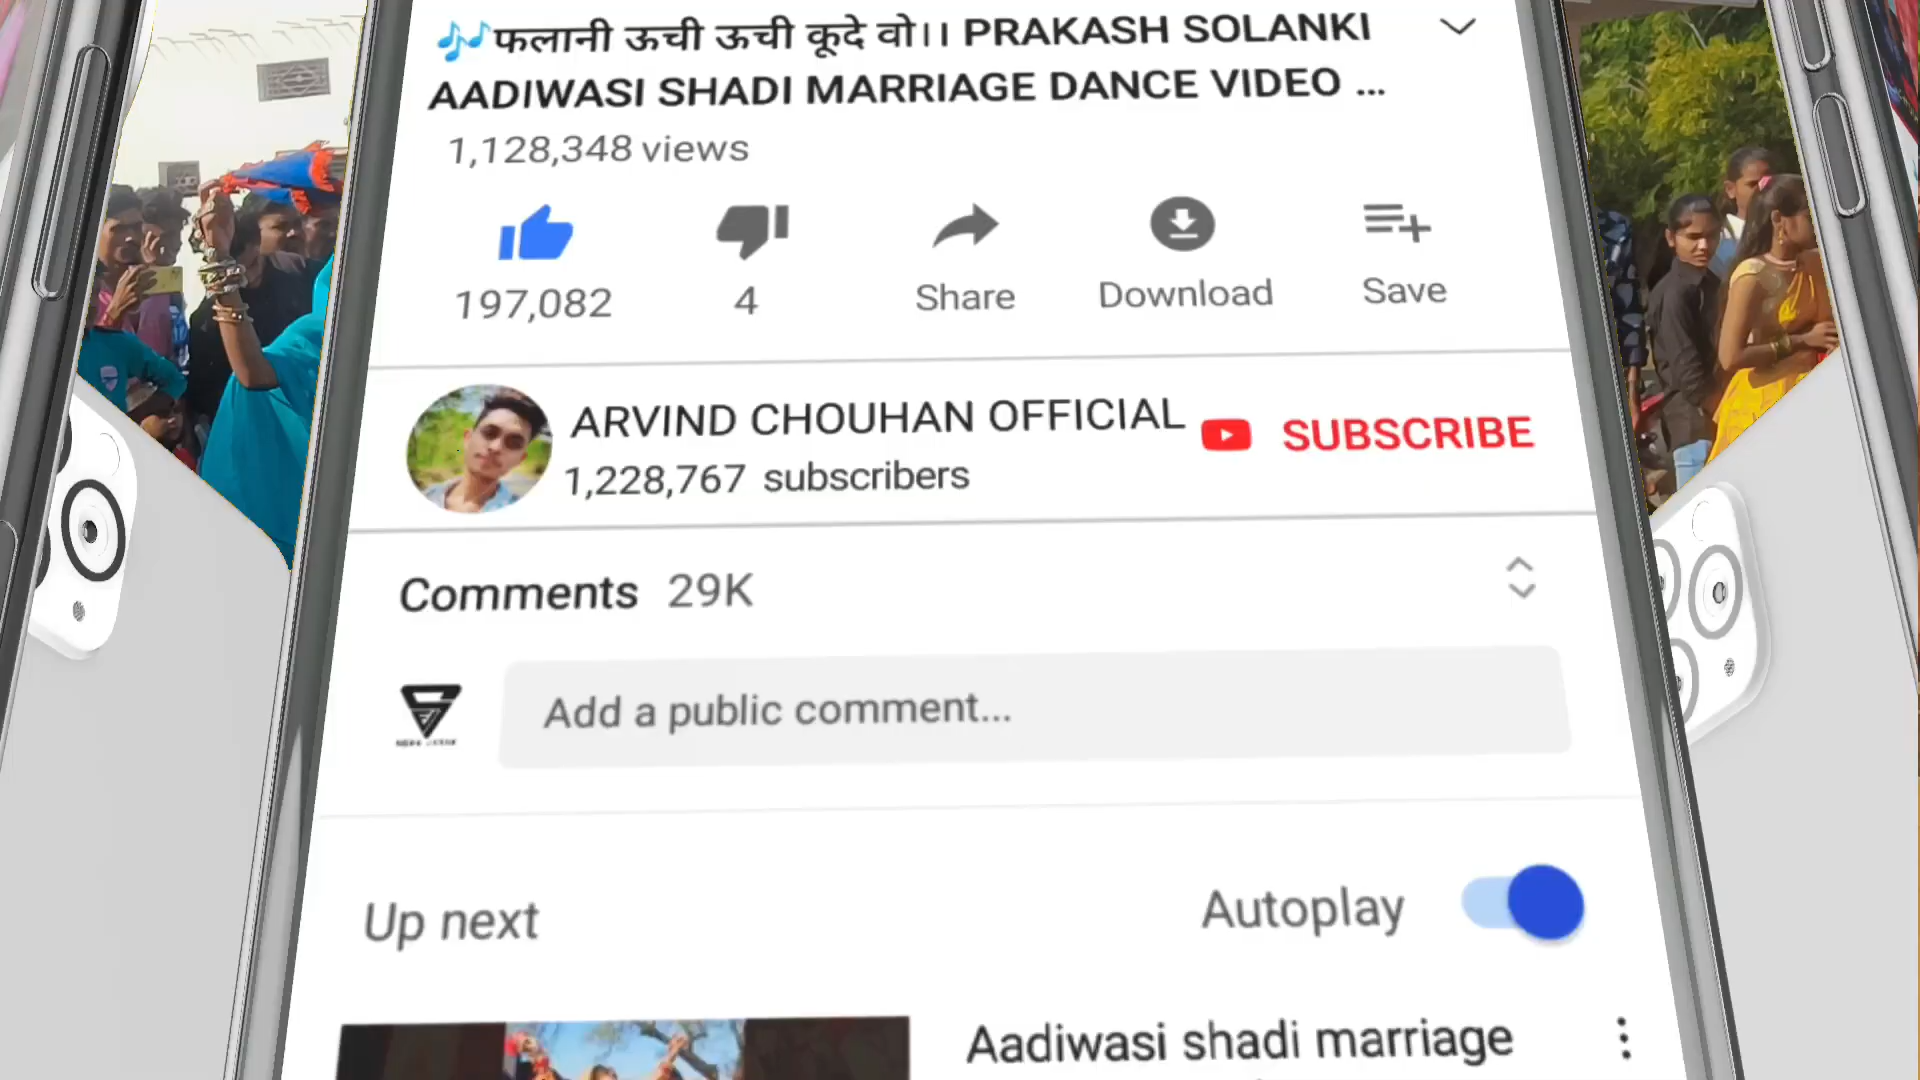 फलानी ऊची ऊची कूदे वो।। PRAKASH SOLANKI
AADIWASI SHADI MARRIAGE DANCE VIDEO ...
1,128,348 views
197,082
4
Share
Download
Save
ARVIND CHOUHAN OFFICIAL
1,228,767 subscribers
SUBSCRIBE
Comments 29K
Add a public comment...
Up next
Autoplay
Aadiwasi shadi marriage